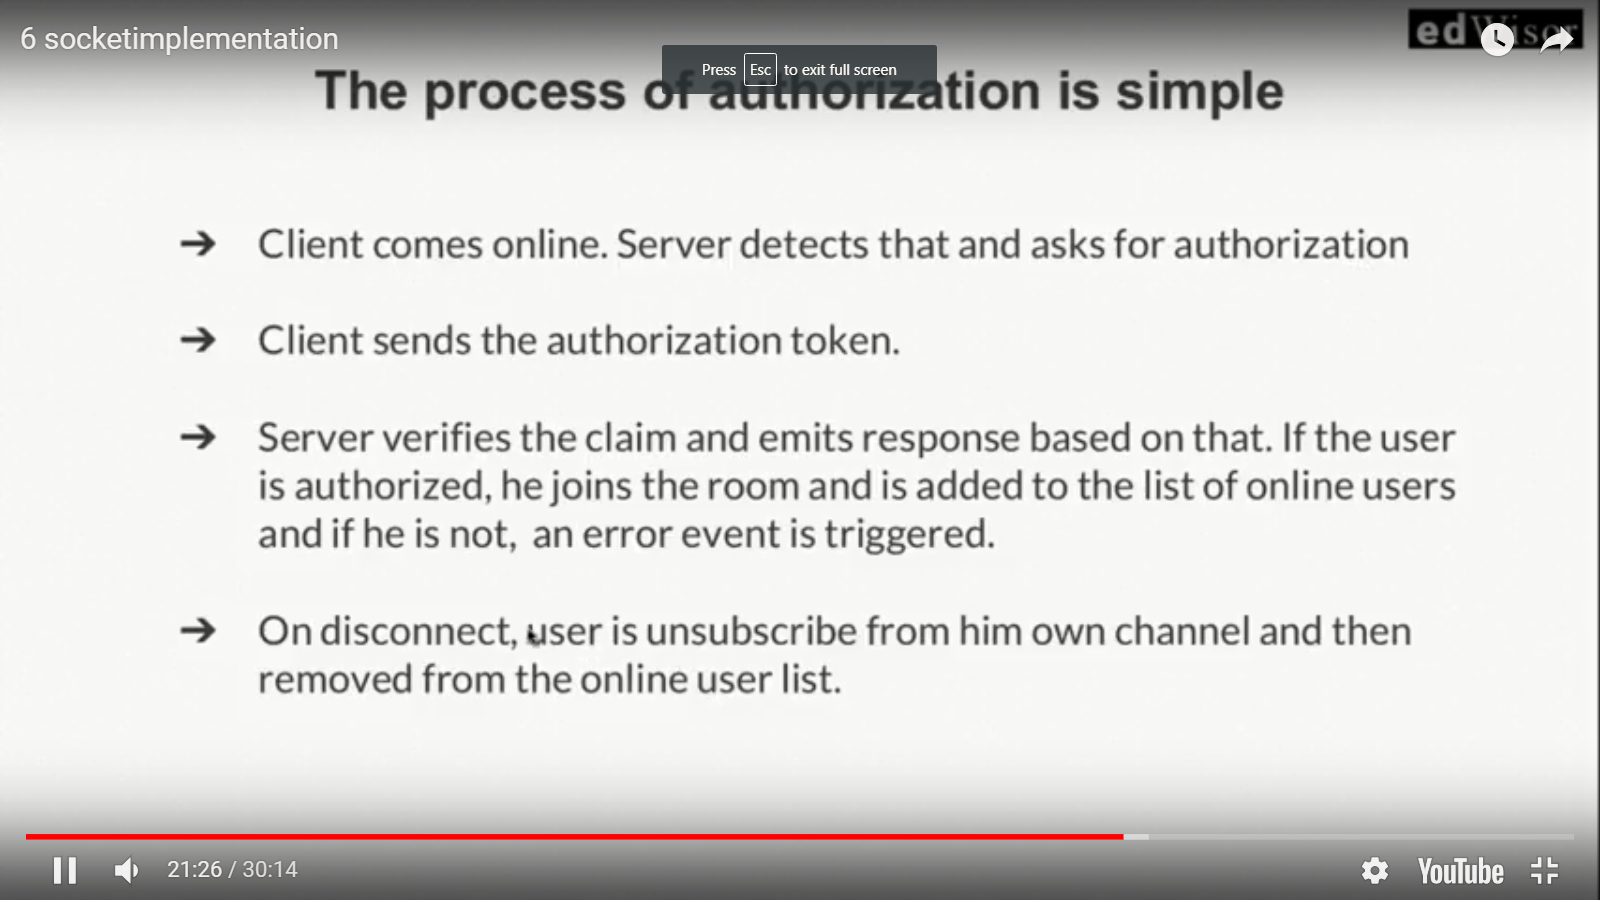 6 socketimplementation
edWisor
Press Esc to exit full screen
The process of authorization is simple
➔ Client comes online. Server detects that and asks for authorization
➔ Client sends the authorization token.
➔ Server verifies the claim and emits response based on that. If the user
is authorized, he joins the room and is added to the list of online users
and if he is not, an error event is triggered.
➔ On disconnect, user is unsubscribe from him own channel and then
removed from the online user list.
21:26 / 30:14
YouTube